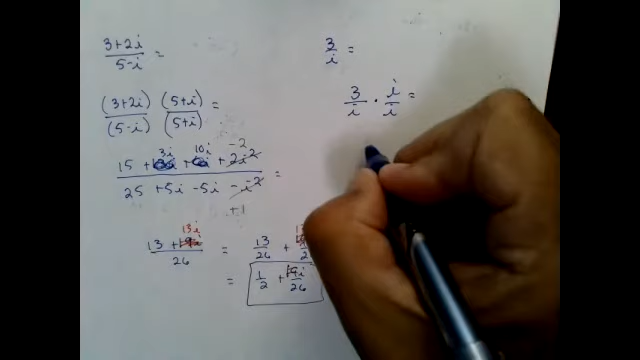 3+2i / 5-i =
(3+2i) / (5-i) (5+i) / (5+i) =
3i 10i -2
15 + + + 2i² =
25 +5i -5i -i²
+1
13i
13 + / 26 = 13/26 +
= 1/2 + i/26
3/i =
3/i · i/i =